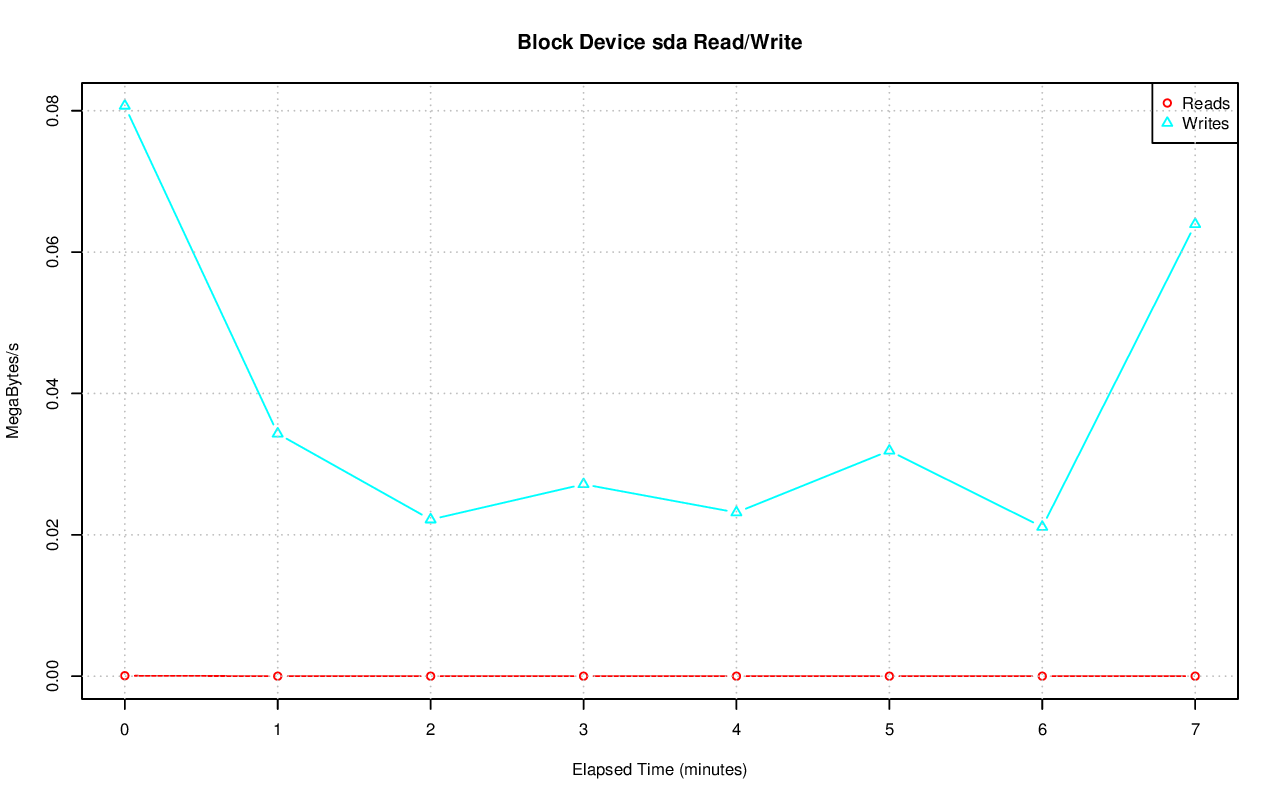 Block Device sda Read/Write
Reads
Writes
MegaBytes/s
0.08
0.06
0.04
0.02
0.00
0 1 2 3 4 5 6 7
Elapsed Time (minutes)